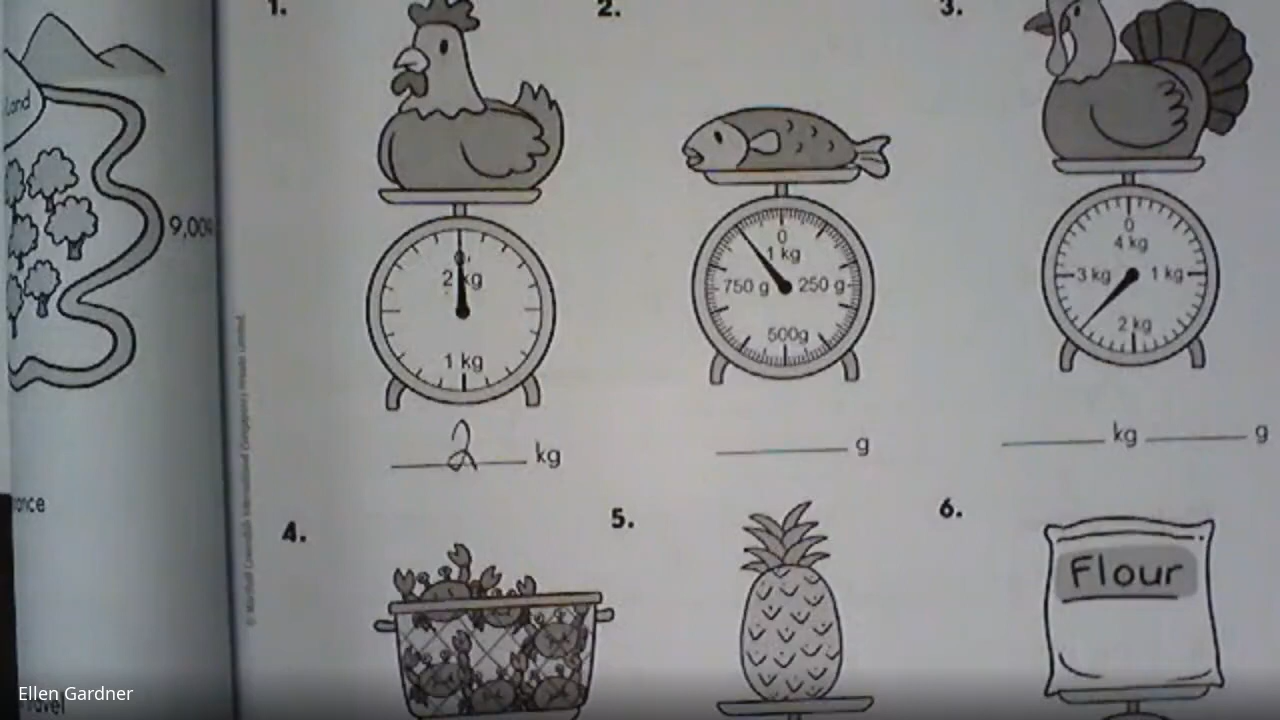 1.
2.
3.
Land
9,00
0
2 kg
1 kg
0
1 kg
750 g 250 g
500g
0
4 kg
3 kg 1 kg
2 kg
2 kg
g
kg g
4.
5.
6.
Flour
Ellen Gardner